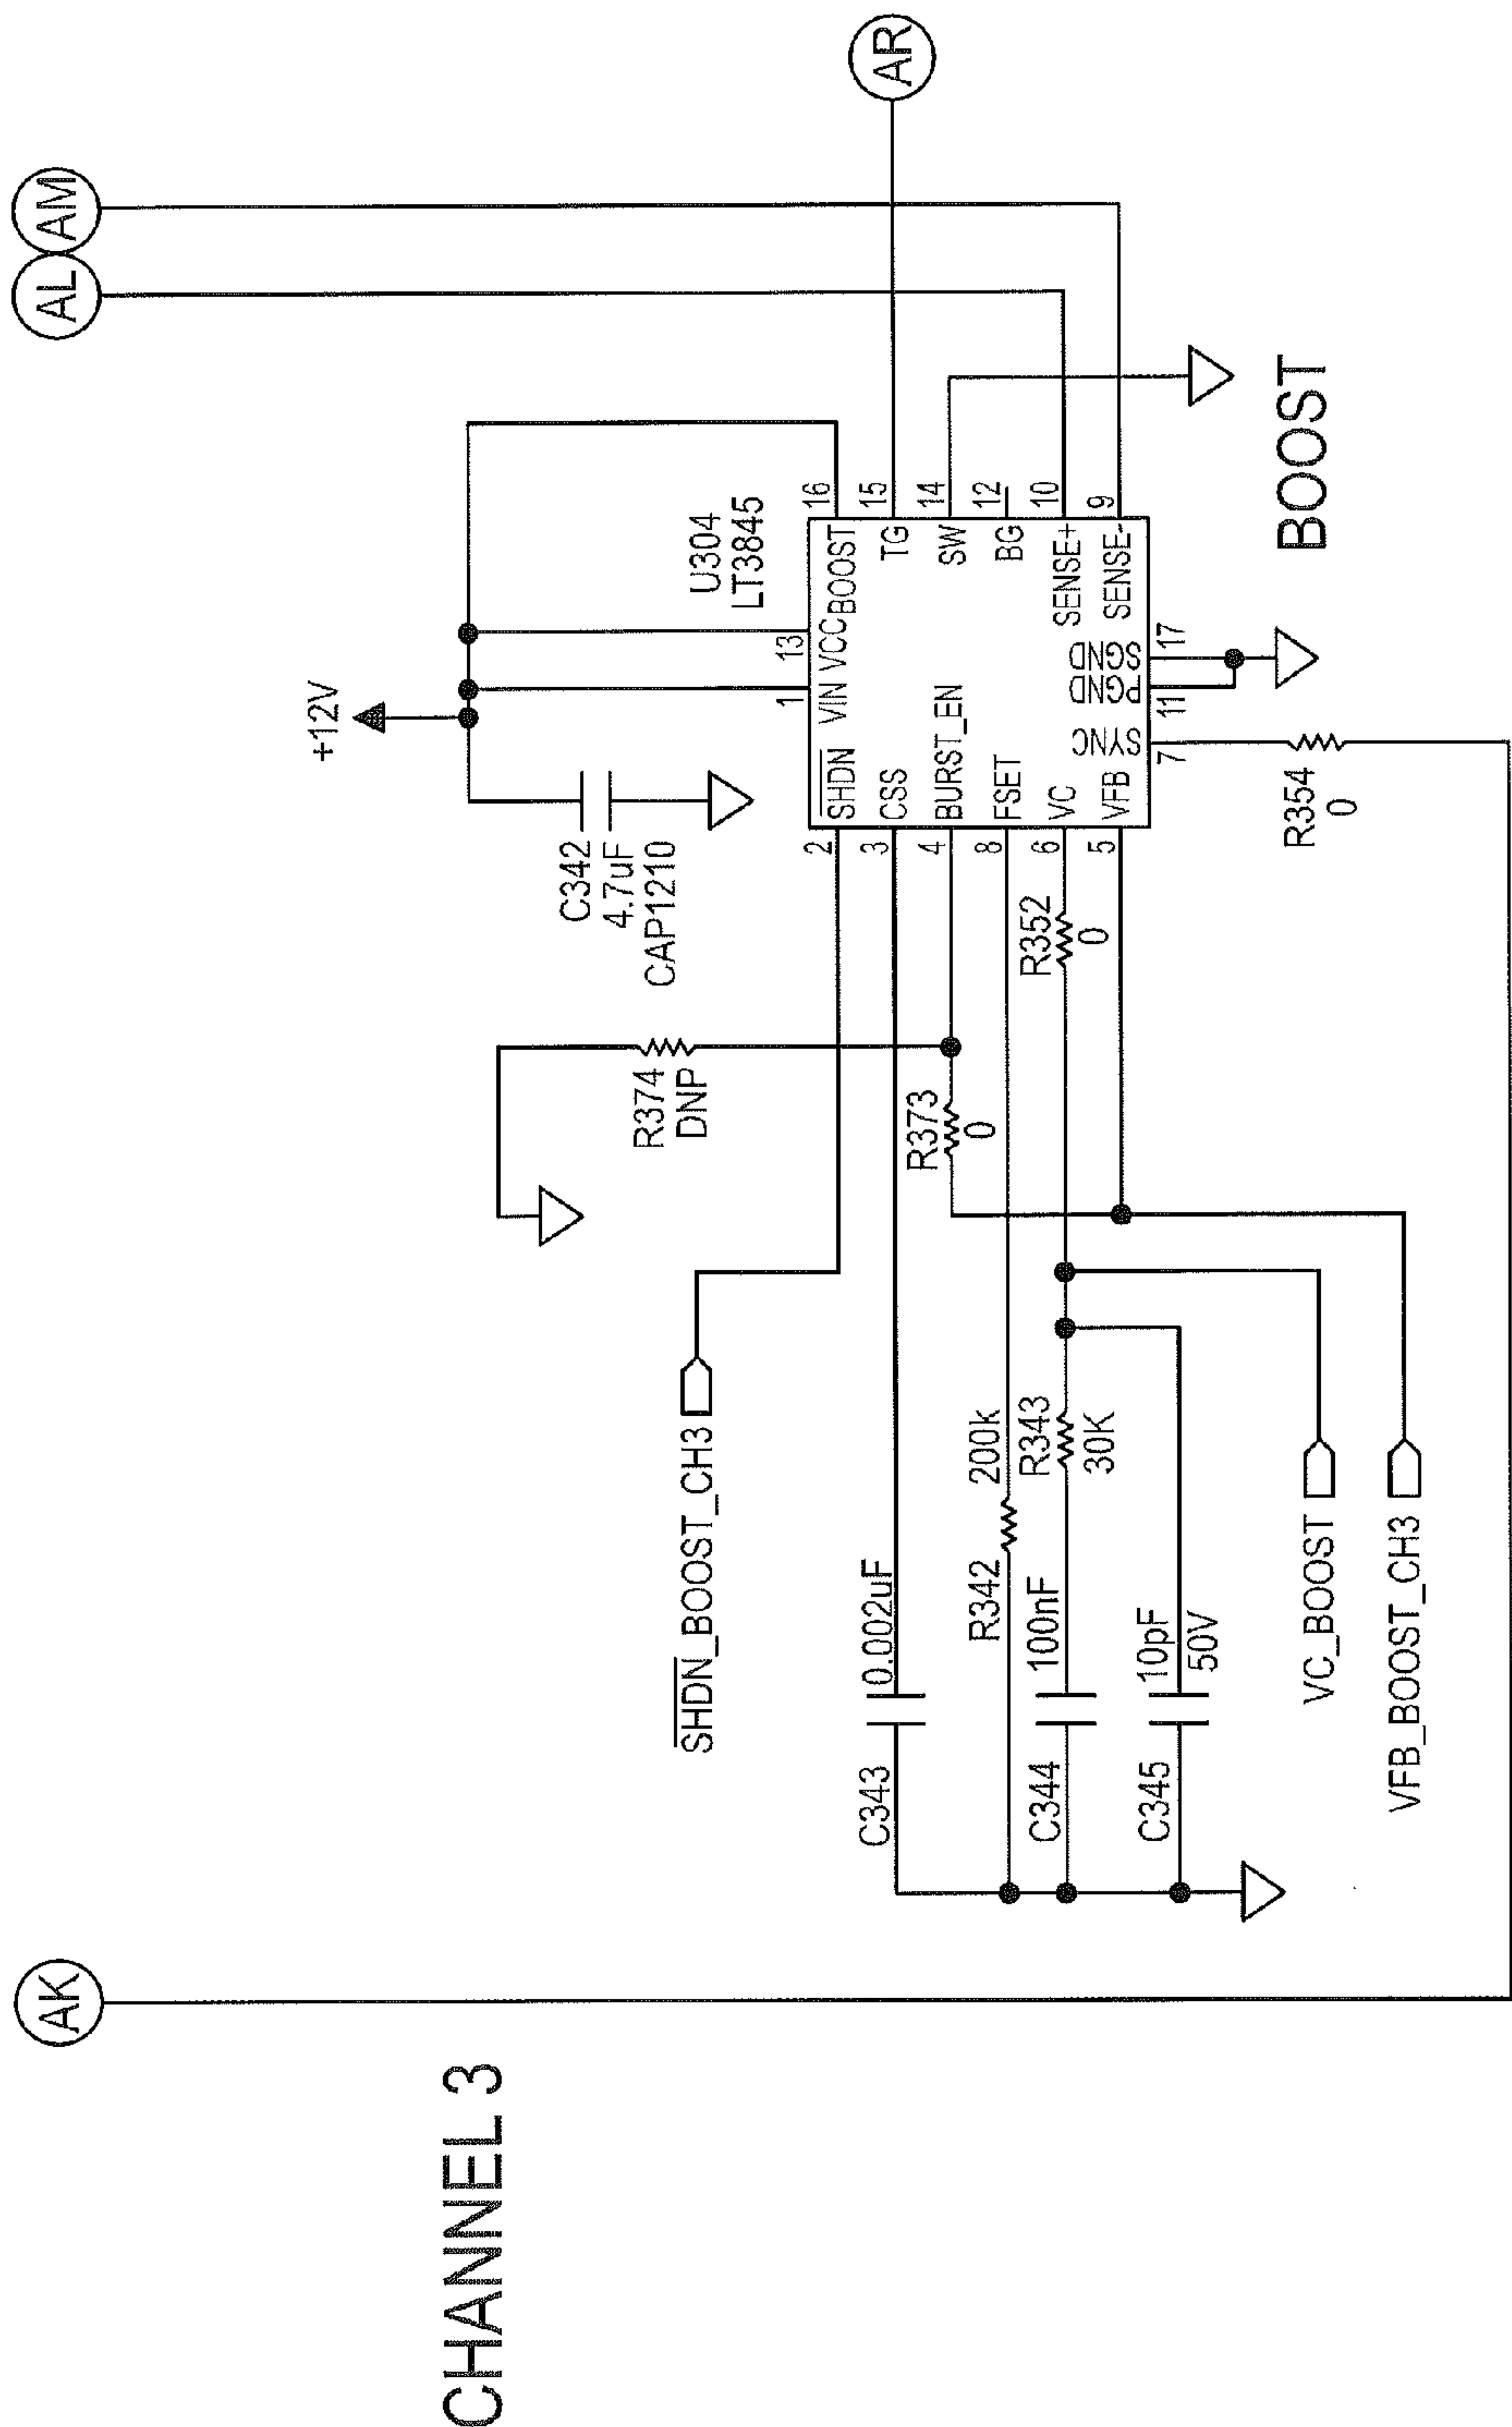 CHANNEL 3
AK
AL
AM
AR
+12V
C342
4.7uF
CAP1210
R374
DNP
U304
LT3845
SHDN_BOOST_CH3
C343
0.002uF
R342
200k
C344
100nF
R343
30K
C345
10pF
50V
R373
0
R352
0
VC_BOOST
VFB_BOOST_CH3
R354
0
1
13
VIN
VCC
2
SHDN
3
CSS
4
BURST_EN
8
FSET
6
VC
5
VFB
BOOST
16
TG
15
SW
14
BG
12
SENSE+
10
SENSE-
9
SYNC
7
PGND
11
SGND
17
BOOST